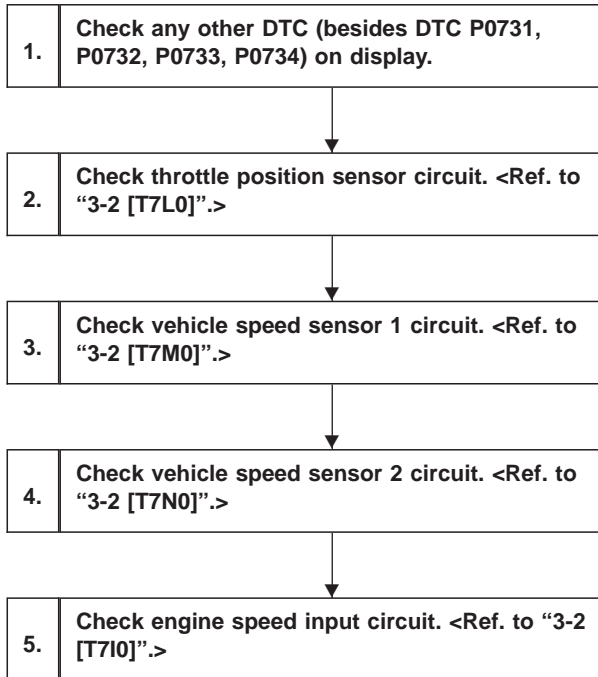 1.
Check any other DTC (besides DTC P0731,
P0732, P0733, P0734) on display.
2.
Check throttle position sensor circuit. <Ref. to
“3-2 [T7L0]”.>
3.
Check vehicle speed sensor 1 circuit. <Ref. to
“3-2 [T7M0]”.>
4.
Check vehicle speed sensor 2 circuit. <Ref. to
“3-2 [T7N0]”.>
5.
Check engine speed input circuit. <Ref. to “3-2
[T7I0]”.>